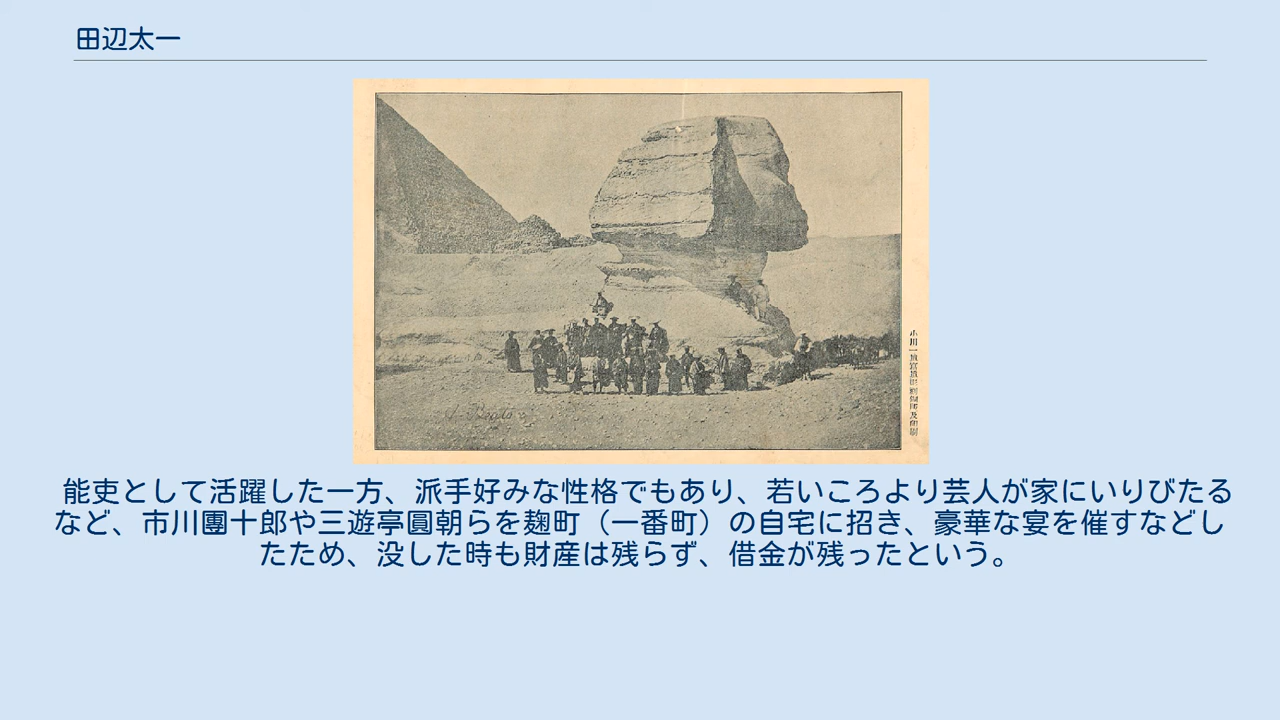 田辺太一
能吏として活躍した一方、派手好みな性格でもあり、若いころより芸人が家にいりびたる
など、市川團十郎や三遊亭圓朝らを麹町（一番町）の自宅に招き、豪華な宴を催すなどし
たため、没した時も財産は残らず、借金が残ったという。